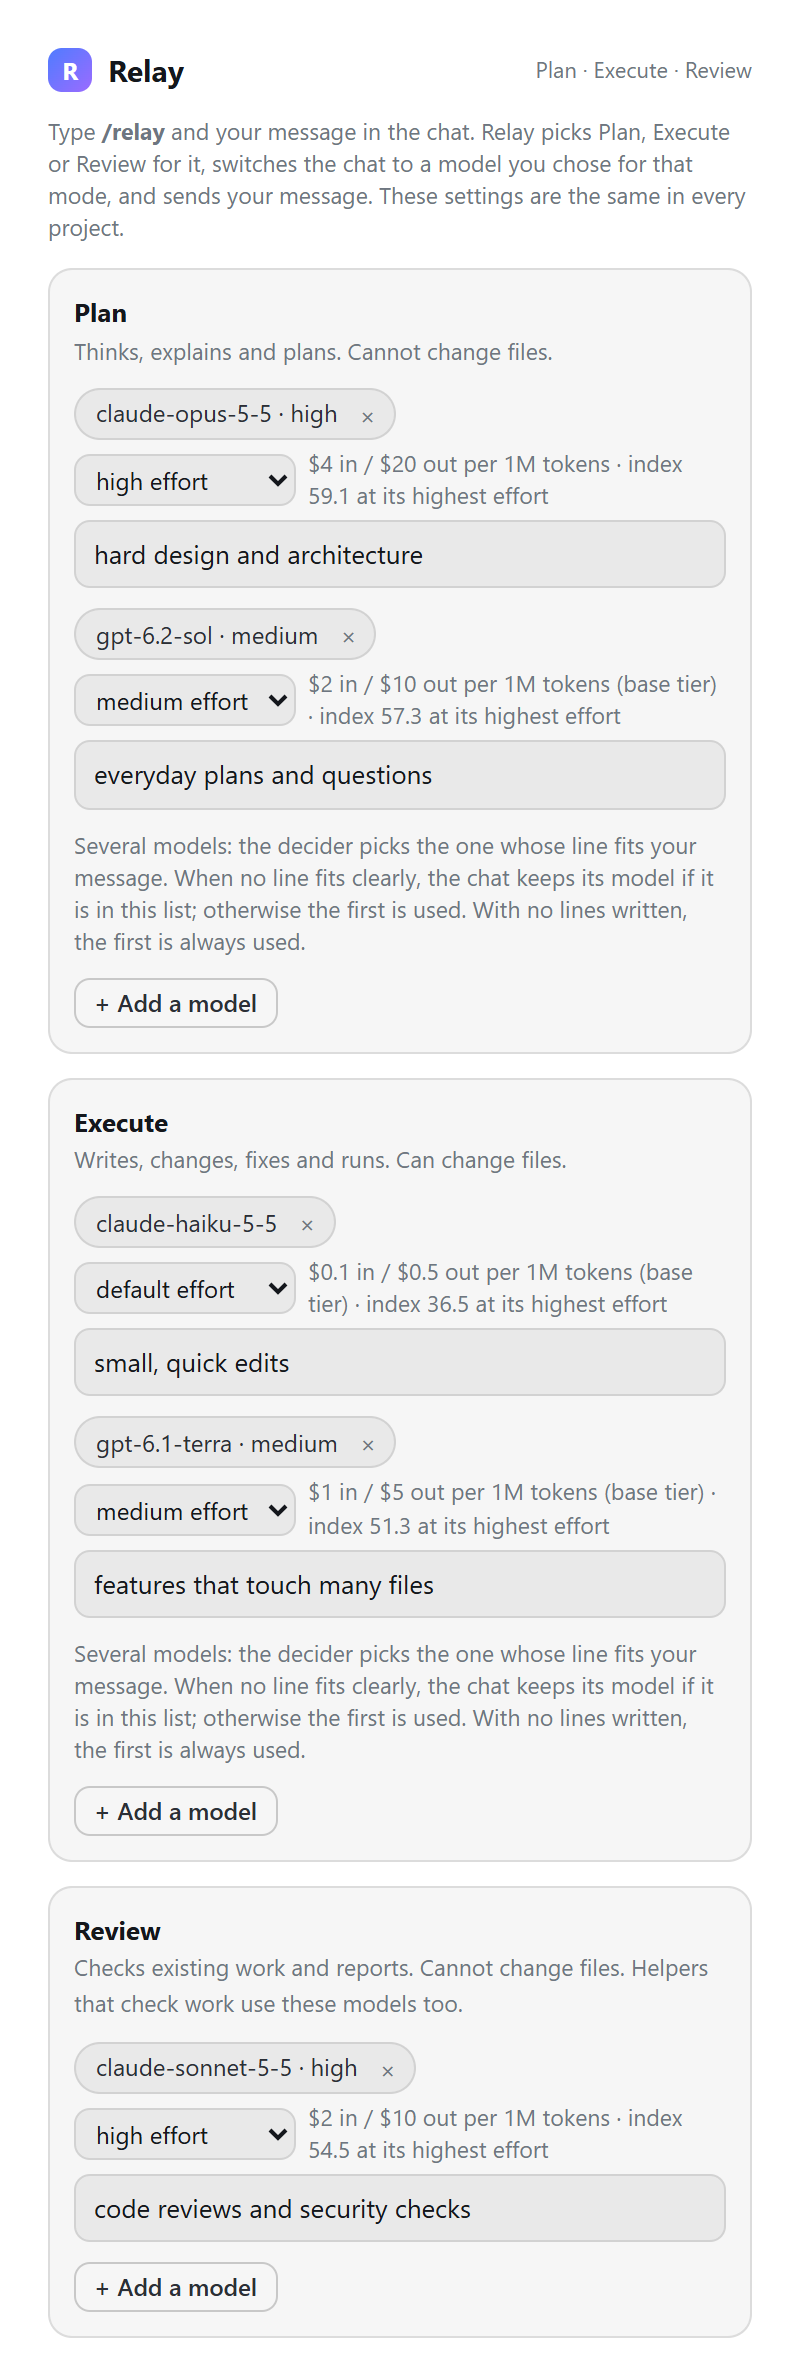 R Relay
Plan · Execute · Review
Type /relay and your message in the chat. Relay picks Plan, Execute
or Review for it, switches the chat to a model you chose for that
mode, and sends your message. These settings are the same in every
project.
Plan
Thinks, explains and plans. Cannot change files.
claude-opus-5-5 · high ×
high effort
$4 in / $20 out per 1M tokens · index
59.1 at its highest effort
hard design and architecture
gpt-6.2-sol · medium ×
medium effort
$2 in / $10 out per 1M tokens (base tier)
· index 57.3 at its highest effort
everyday plans and questions
Several models: the decider picks the one whose line fits your
message. When no line fits clearly, the chat keeps its model if it
is in this list; otherwise the first is used. With no lines written,
the first is always used.
+ Add a model
Execute
Writes, changes, fixes and runs. Can change files.
claude-haiku-5-5 ×
default effort
$0.1 in / $0.5 out per 1M tokens (base
tier) · index 36.5 at its highest effort
small, quick edits
gpt-6.1-terra · medium ×
medium effort
$1 in / $5 out per 1M tokens (base tier) ·
index 51.3 at its highest effort
features that touch many files
Several models: the decider picks the one whose line fits your
message. When no line fits clearly, the chat keeps its model if it
is in this list; otherwise the first is used. With no lines written,
the first is always used.
+ Add a model
Review
Checks existing work and reports. Cannot change files. Helpers
that check work use these models too.
claude-sonnet-5-5 · high ×
high effort
$2 in / $10 out per 1M tokens · index
54.5 at its highest effort
code reviews and security checks
+ Add a model